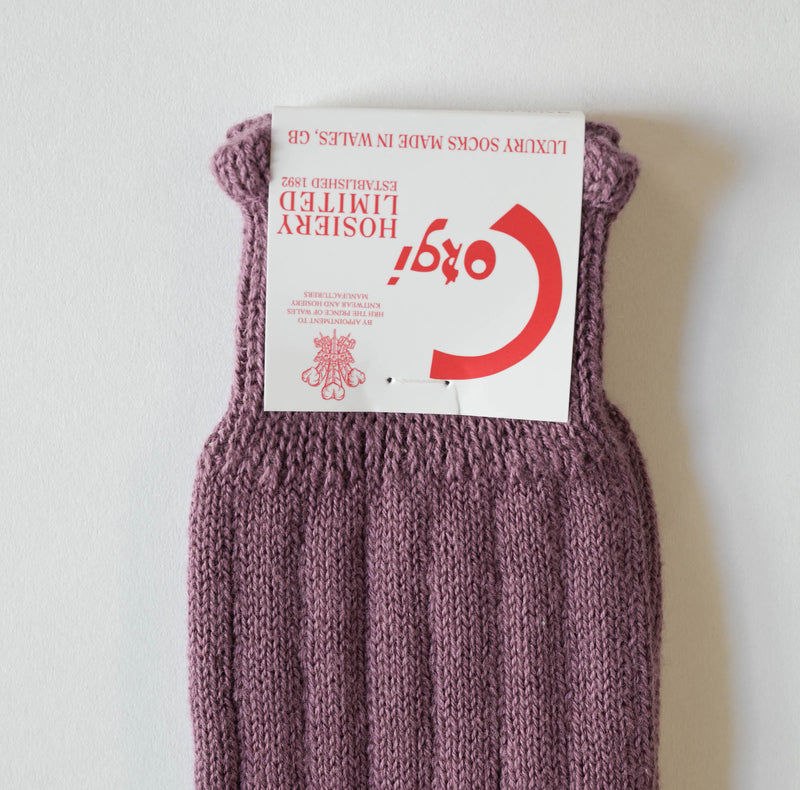 BY APPOINTMENT TO
HRH THE PRINCE OF WALES
KNITWEAR AND HOSIERY
MANUFACTURERS
Corgi
HOSIERY
LIMITED
ESTABLISHED 1892
LUXURY SOCKS MADE IN WALES, GB